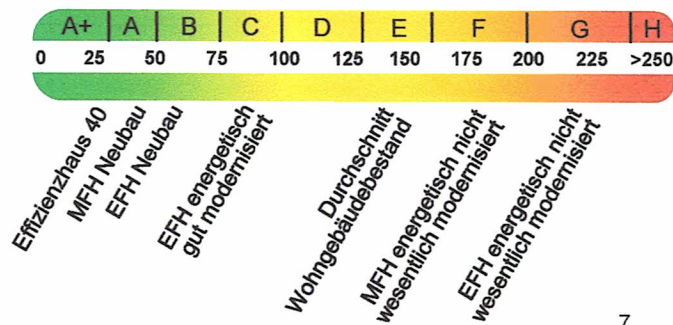 A+ A B C D E F G H
0 25 50 75 100 125 150 175 200 225 >250
Effizienzhaus 40
MFH Neubau
EFH Neubau
EFH energetisch
gut modernisiert
Durchschnitt
Wohngebäudebestand
MFH energetisch nicht
wesentlich modernisiert
EFH energetisch nicht
wesentlich modernisiert
7